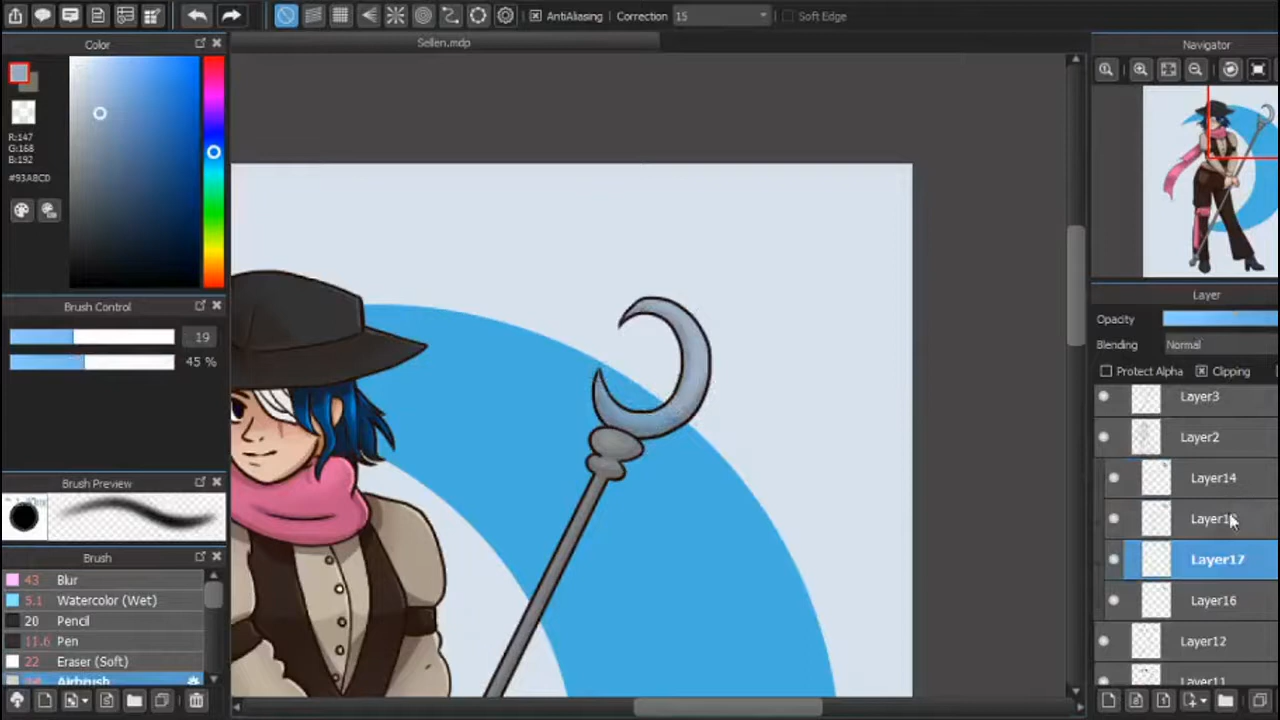 AntiAliasing Correction 15 Soft Edge
Color
Sellen.mdp
Navigator
R:147
G:168
B:192
#93ABCD
Brush Control
19
45 %
Brush Preview
Brush
43 Blur
5.1 Watercolor (Wet)
20 Pencil
11.6 Pen
22 Eraser (Soft)
Airbrush
Layer
Opacity
Blending Normal
Protect Alpha Clipping
Layer3
Layer2
Layer14
Layer17
Layer16
Layer12
Layer11